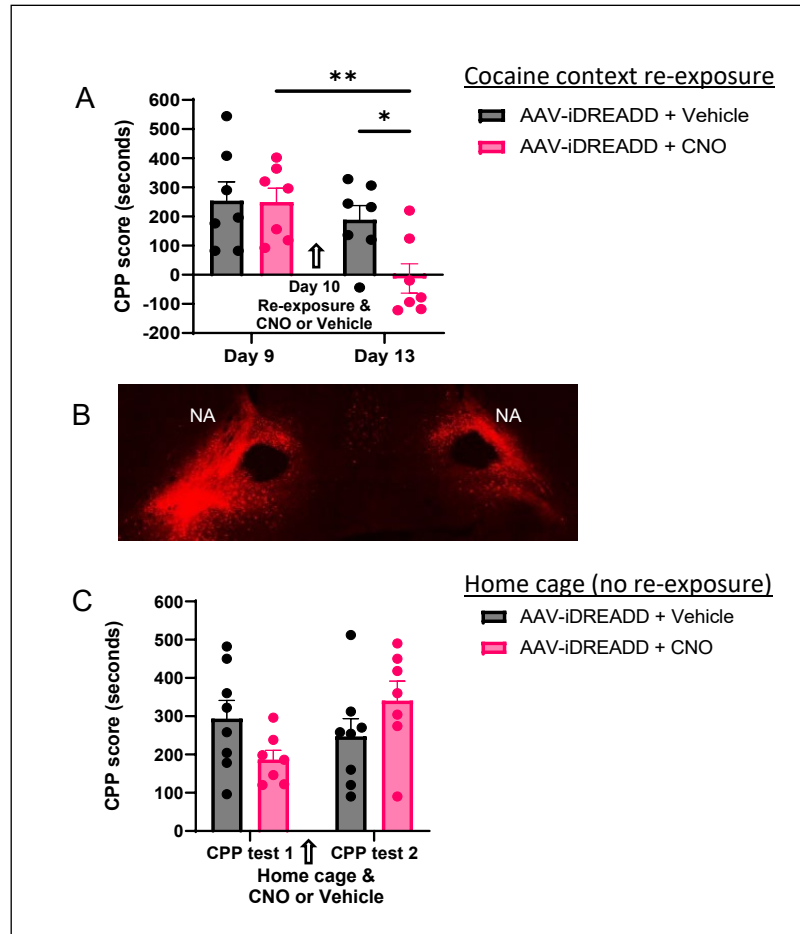 A
Cocaine context re-exposure
AAV-iDREADD + Vehicle
AAV-iDREADD + CNO
**
*
CPP score (seconds)
600
500
400
300
200
100
0
-100
-200
Day 10
Re-exposure &
CNO or Vehicle
Day 9
Day 13
B
NA
NA
C
Home cage (no re-exposure)
AAV-iDREADD + Vehicle
AAV-iDREADD + CNO
CPP score (seconds)
600
500
400
300
200
100
0
CPP test 1
CPP test 2
Home cage &
CNO or Vehicle